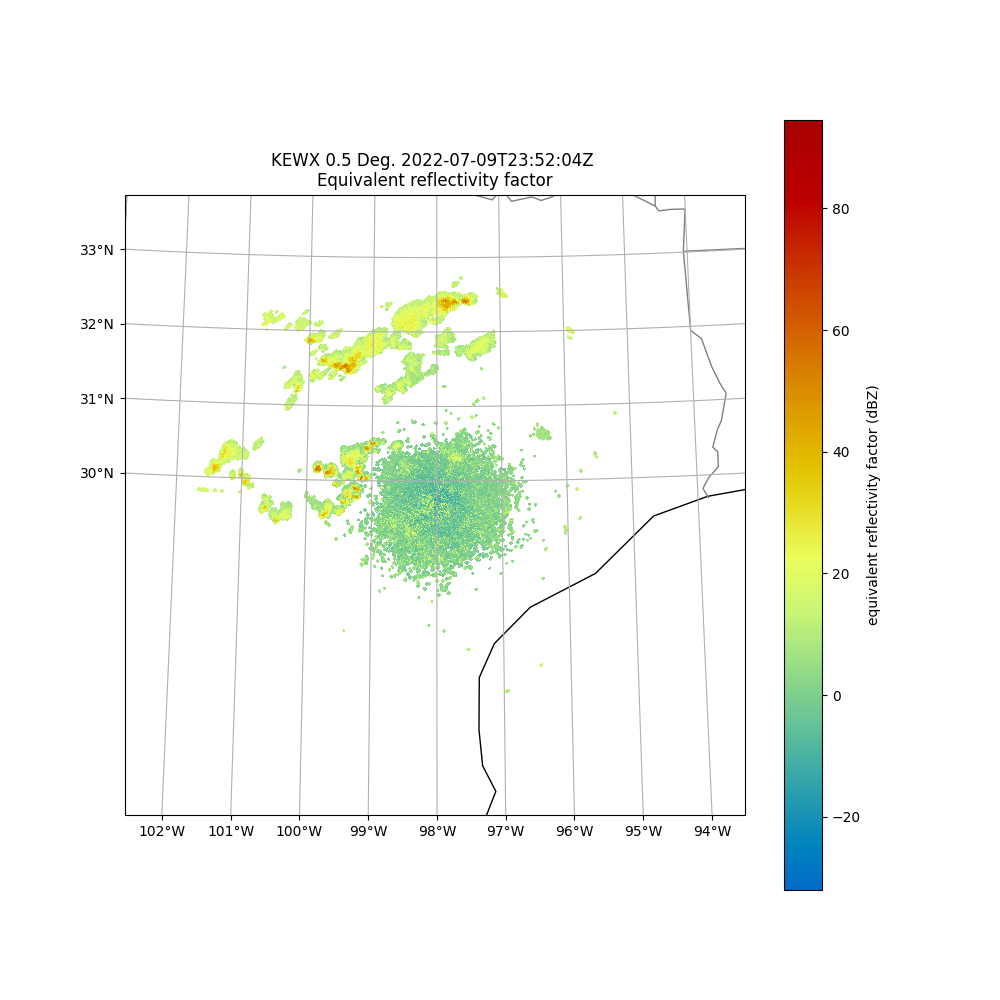 KEWX 0.5 Deg. 2022-07-09T23:52:04Z
Equivalent reflectivity factor
33°N
32°N
31°N
30°N
102°W 101°W 100°W 99°W 98°W 97°W 96°W 95°W 94°W
80
60
40
20
0
−20
equivalent reflectivity factor (dBZ)